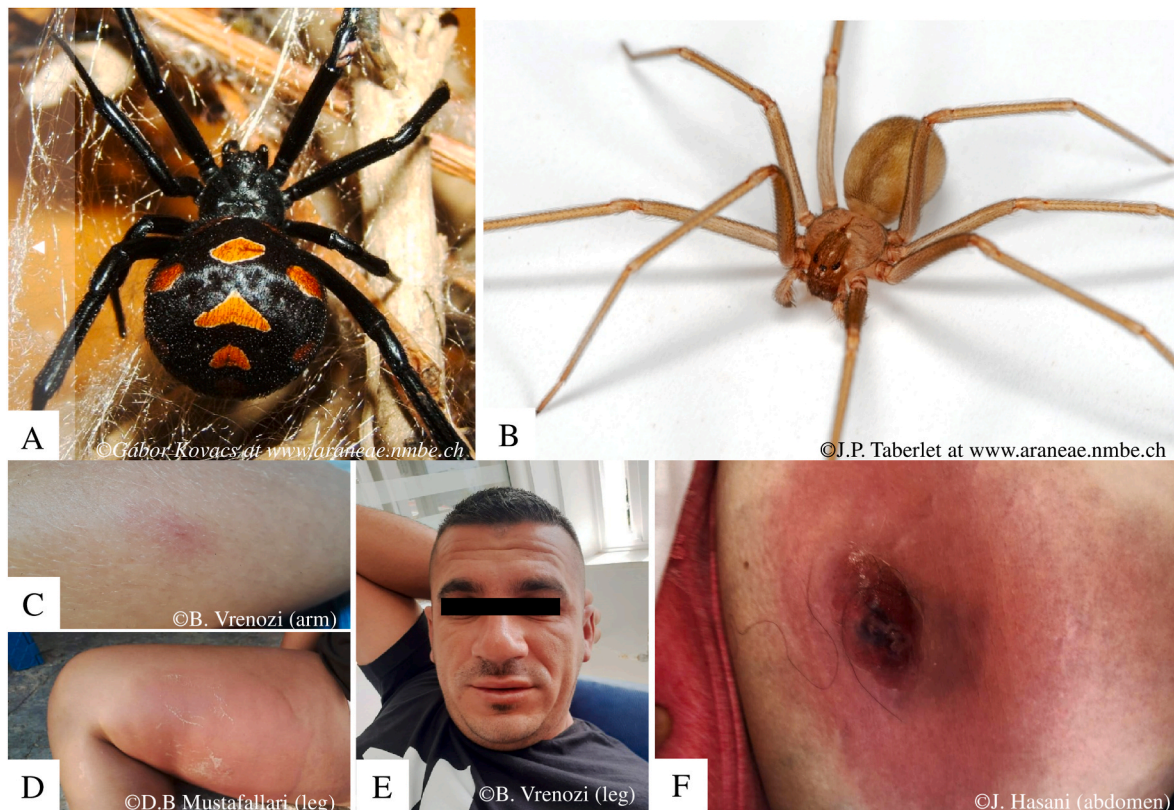 A
©Gábor Kovacs at www.araneae.nmbe.ch
B
©J.P. Taberlet at www.araneae.nmbe.ch
C
©B. Vrenozi (arm)
D
©D.B Mustafallari (leg)
E
©B. Vrenozi (leg)
F
©J. Hasani (abdomen)